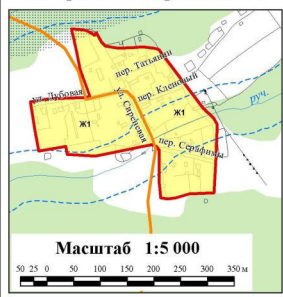 пер. Татьянин
пер. Кленовый
ул. Дубовая
руч.
ул. Сиреневая
Ж1
Ж1
пер. Серафимы
Масштаб 1:5 000
50 25 0 50 100 150 200 250 300 350 м